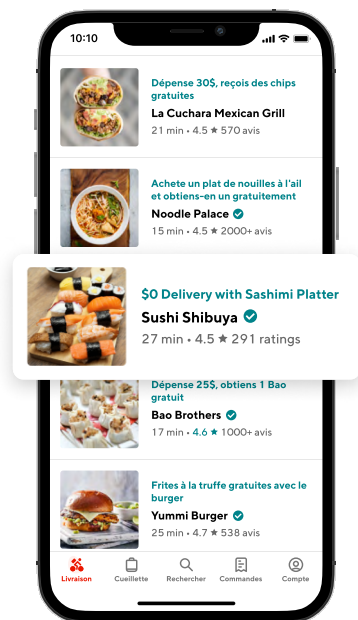 10:10
Dépense 30$, reçois des chips
gratuites
La Cuchara Mexican Grill
21 min • 4.5 ★ 570 avis
Achete un plat de nouilles à l'ail
et obtiens-en un gratuitement
Noodle Palace
15 min • 4.5 ★ 2000+ avis
$0 Delivery with Sashimi Platter
Sushi Shibuya
27 min • 4.5 ★ 291 ratings
Dépense 25$, obtiens 1 Bao
gratuit
Bao Brothers
17 min • 4.6 ★ 1000+ avis
Frites à la truffe gratuites avec le
burger
Yummi Burger
25 min • 4.7 ★ 538 avis
Livraison Cueillette Rechercher Commandes Compte